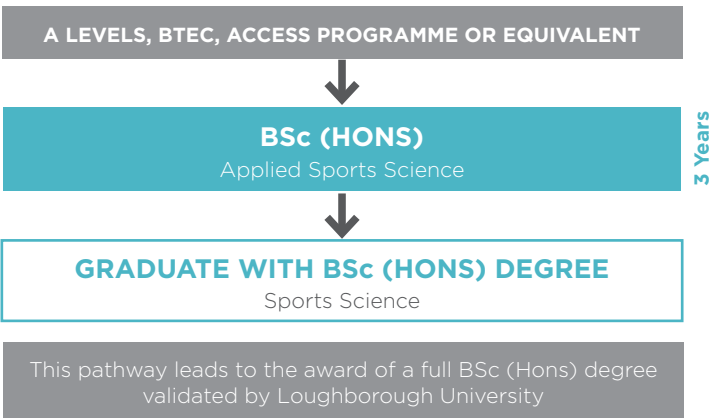 A LEVELS, BTEC, ACCESS PROGRAMME OR EQUIVALENT
BSc (HONS)
Applied Sports Science
3 Years
GRADUATE WITH BSc (HONS) DEGREE
Sports Science
This pathway leads to the award of a full BSc (Hons) degree
validated by Loughborough University